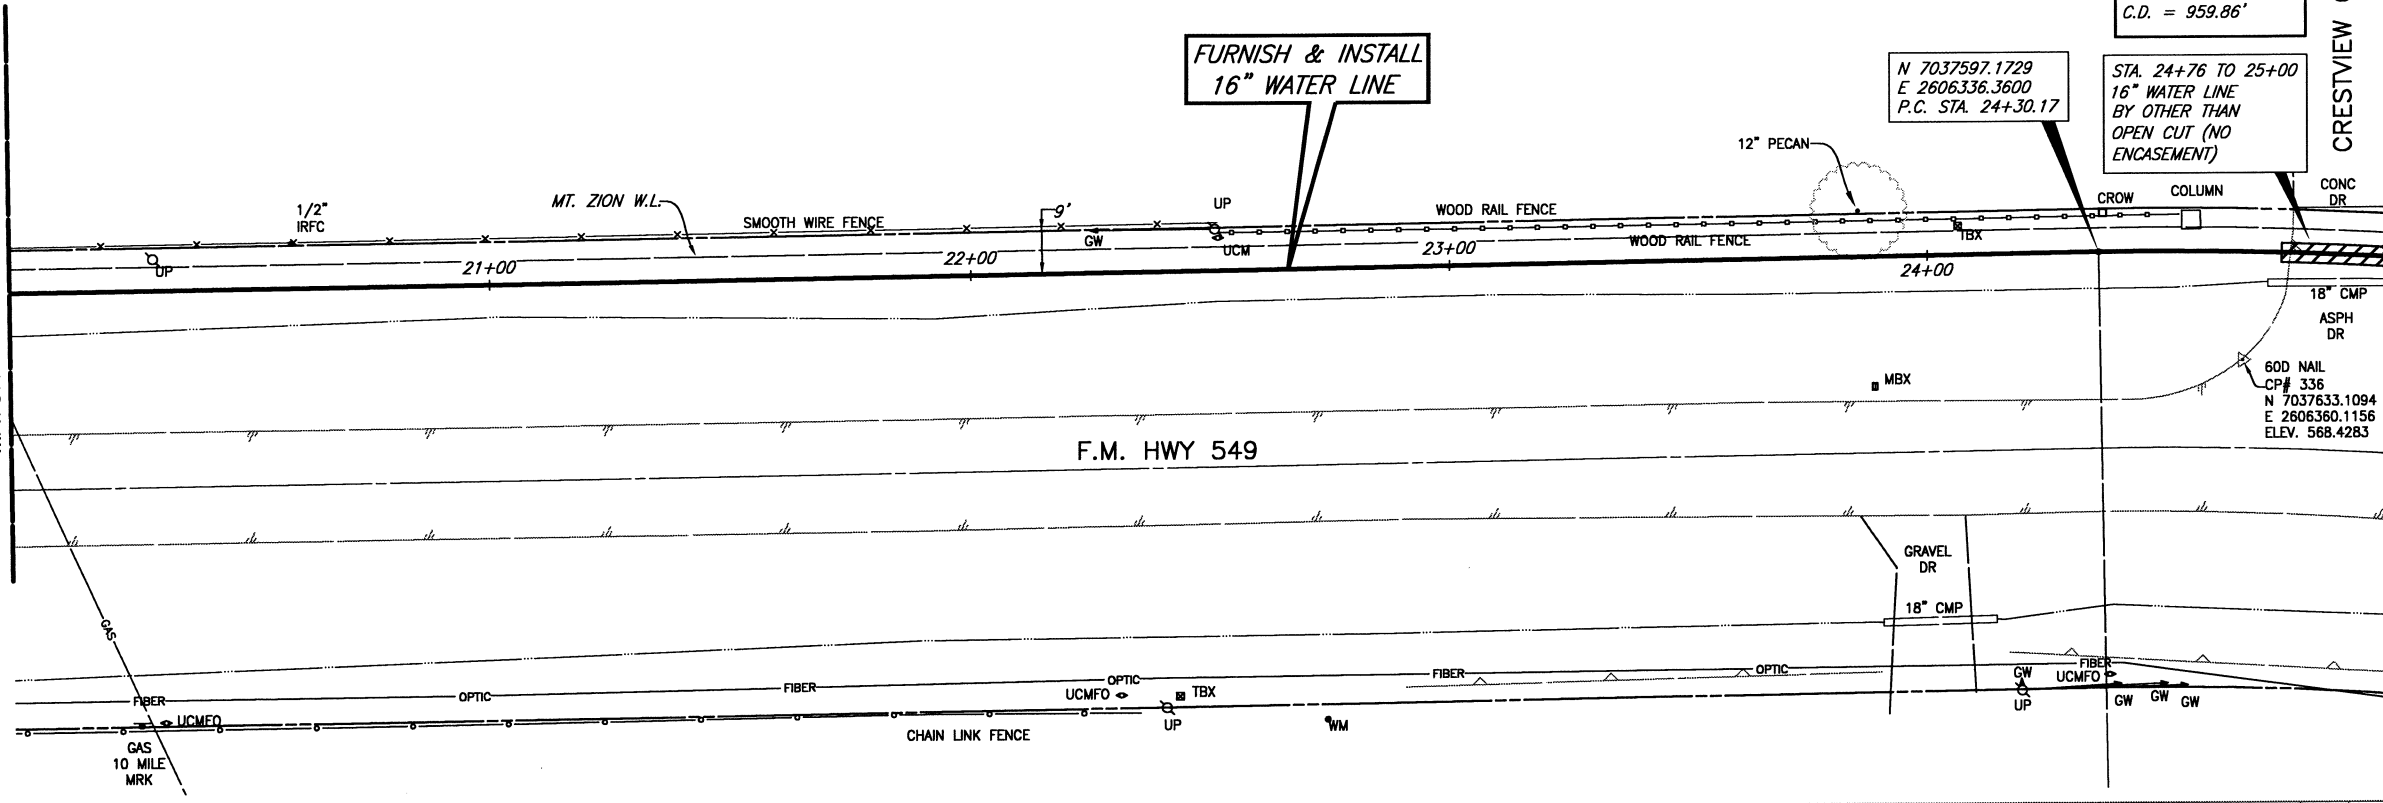 C.D. = 959.86'
CRESTVIEW
FURNISH & INSTALL
16" WATER LINE
N 7037597.1729
E 2606336.3600
P.C. STA. 24+30.17
STA. 24+76 TO 25+00
16" WATER LINE
BY OTHER THAN
OPEN CUT (NO
ENCASEMENT)
12" PECAN
1/2"
IRFC
MT. ZION W.L.
SMOOTH WIRE FENCE
9'
GW
UP
UCM
WOOD RAIL FENCE
WOOD RAIL FENCE
TBX
CROW
COLUMN
CONC
DR
UP
21+00
22+00
23+00
24+00
18" CMP
ASPH
DR
MBX
60D NAIL
CP# 336
N 7037633.1094
E 2606360.1156
ELEV. 568.4283
F.M. HWY 549
GRAVEL
DR
18" CMP
GAS
FIBER
OPTIC
FIBER
OPTIC
FIBER
OPTIC
FIBER
UCMFO
UCMFO
TBX
UP
WM
GW
UCMFO
UP
GW
GW
GW
CHAIN LINK FENCE
GAS
10 MILE
MRK